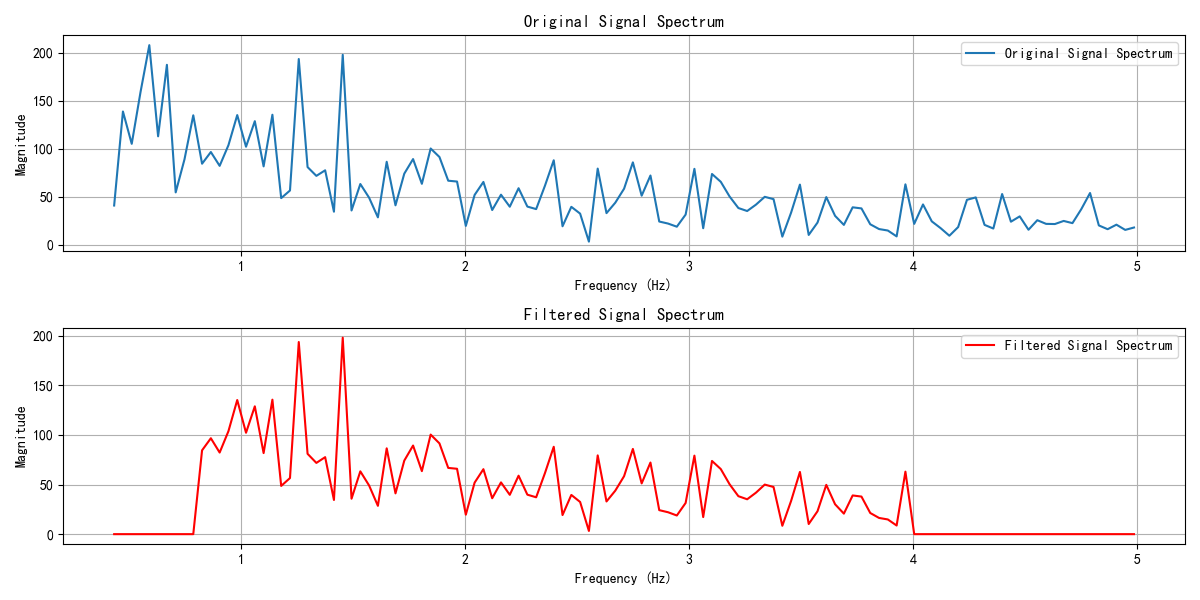 Original Signal Spectrum
Original Signal Spectrum
Magnitude
200
150
100
50
0
1
2
3
4
5
Frequency (Hz)
Filtered Signal Spectrum
Filtered Signal Spectrum
Magnitude
200
150
100
50
0
1
2
3
4
5
Frequency (Hz)